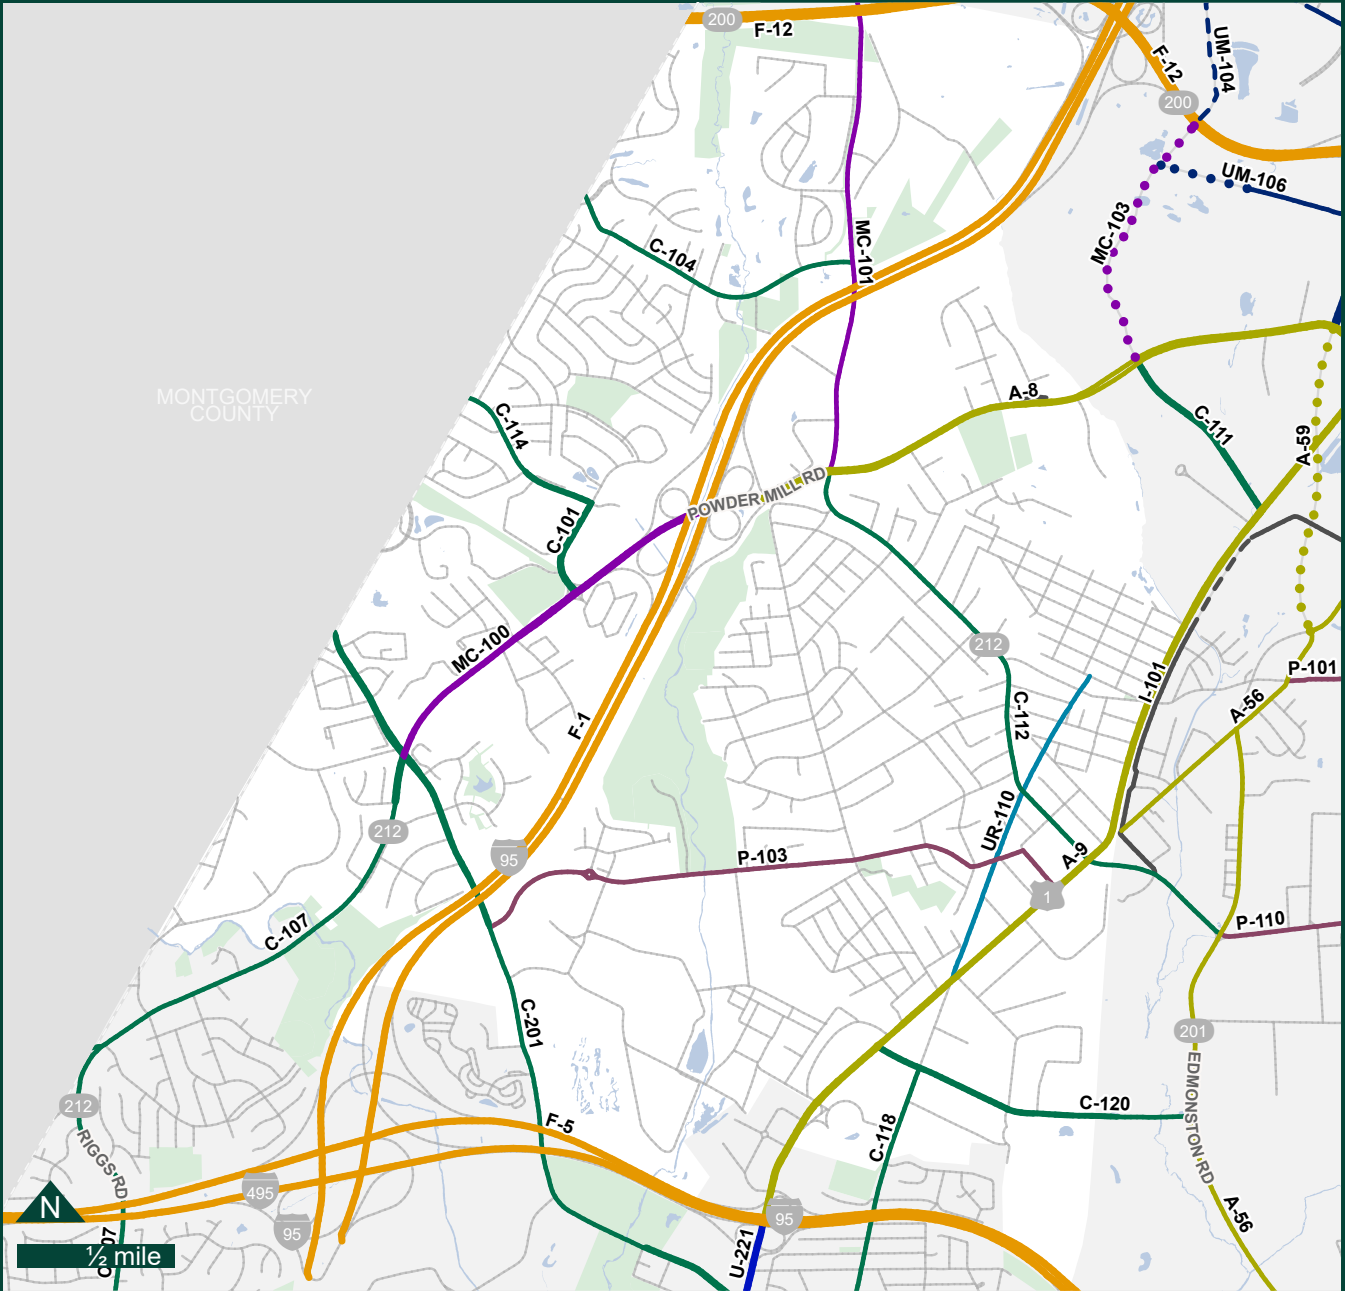 200
F-12
F-12
UM-104
200
UM-106
MC-103
C-104
MC-101
MONTGOMERY
COUNTY
A-8
C-114
C-111
A-59
POWDER MILL RD
C-101
MC-100
212
P-101
I-101
A-56
C-112
F-1
UR-110
212
95
P-103
A-9
1
C-107
P-110
C-201
201
EDMONSTON RD
212
C-120
F-5
C-118
RIGGS RD
495
N
95
95
A-56
U-221
½ mile